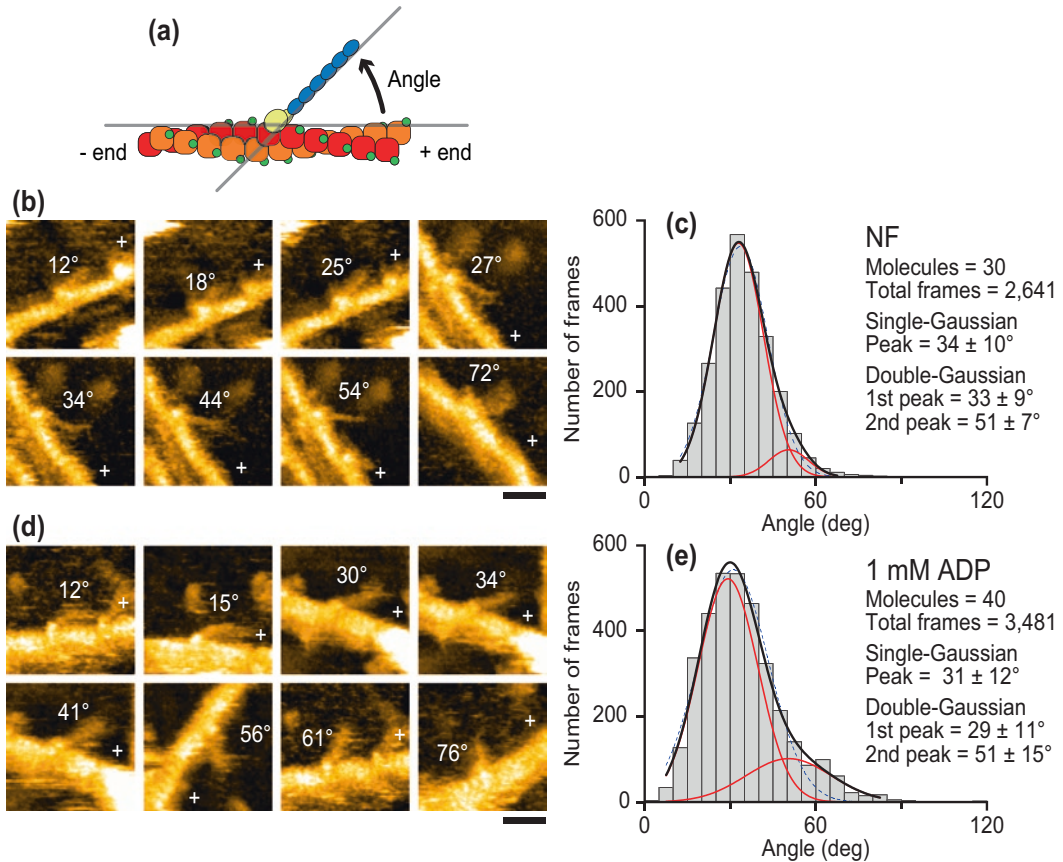 (a)
Angle
- end
+ end
(b)
12°
+
18°
+
25°
+
27°
+
34°
+
44°
+
54°
+
72°
+
(c)
600
400
200
0
Number of frames
0
60
120
Angle (deg)
NF
Molecules = 30
Total frames = 2,641
Single-Gaussian
Peak = 34 ± 10°
Double-Gaussian
1st peak = 33 ± 9°
2nd peak = 51 ± 7°
(d)
12°
+
15°
+
30°
+
34°
+
41°
+
56°
+
61°
+
76°
+
(e)
600
400
200
0
Number of frames
0
60
120
Angle (deg)
1 mM ADP
Molecules = 40
Total frames = 3,481
Single-Gaussian
Peak = 31 ± 12°
Double-Gaussian
1st peak = 29 ± 11°
2nd peak = 51 ± 15°